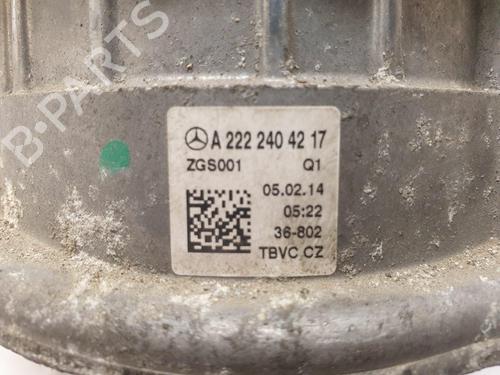 B-PARTS
A 222 240 42 17
ZGS001 Q1
05.02.14
05:22
36-802
TBVC CZ